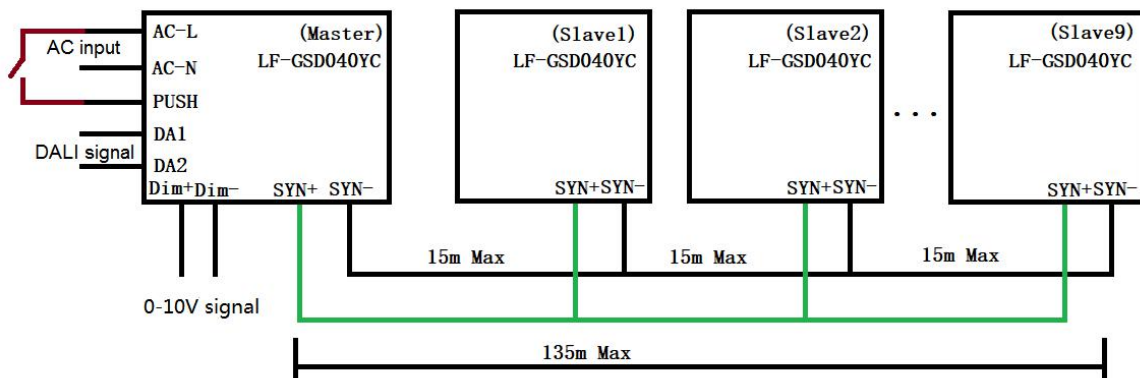 AC-L
(Master)
(Slave1)
(Slave2)
(Slave9)
AC input
LF-GSD040YC
LF-GSD040YC
LF-GSD040YC
LF-GSD040YC
AC-N
PUSH
...
DA1
DALI signal
DA2
Dim+ Dim- SYN+ SYN-
SYN+ SYN-
SYN+ SYN-
SYN+ SYN-
15m Max
15m Max
15m Max
0-10V signal
135m Max